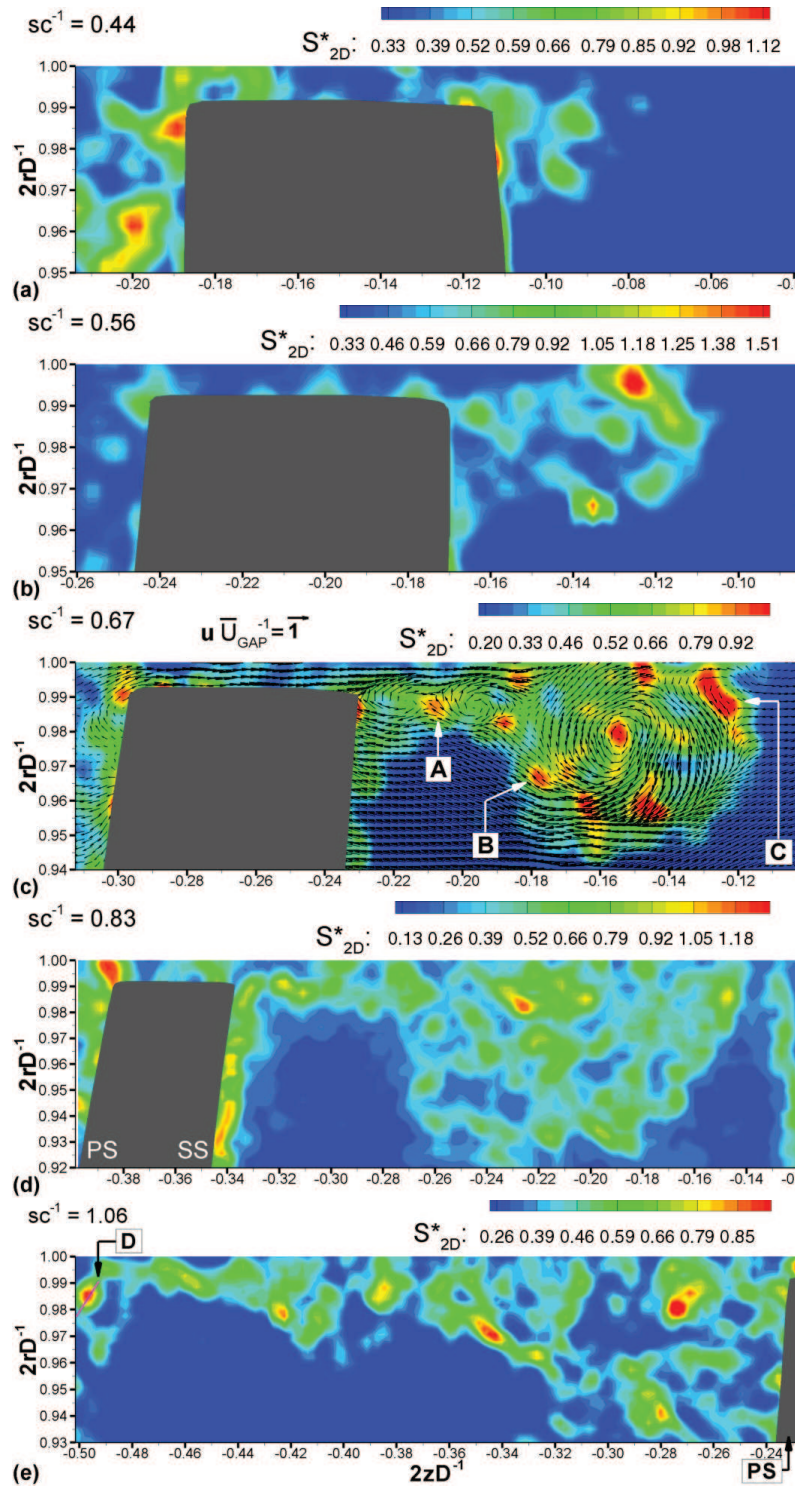 sc⁻¹ = 0.44
S*2D: 0.33 0.39 0.52 0.59 0.66 0.79 0.85 0.92 0.98 1.12
1.00
0.99
0.98
0.97
0.96
0.95
2rD⁻¹
-0.20 -0.18 -0.16 -0.14 -0.12 -0.10 -0.08 -0.06 -0.04
(a)
sc⁻¹ = 0.56
S*2D: 0.33 0.46 0.59 0.66 0.79 0.92 1.05 1.18 1.25 1.38 1.51
1.00
0.99
0.98
0.97
0.96
0.95
2rD⁻¹
-0.26 -0.24 -0.22 -0.20 -0.18 -0.16 -0.14 -0.12 -0.10
(b)
sc⁻¹ = 0.67
u U̅GAP⁻¹ = 1⃗
S*2D: 0.20 0.33 0.46 0.52 0.66 0.79 0.92
1.00
0.99
0.98
0.97
0.96
0.95
0.94
2rD⁻¹
A
B
C
-0.30 -0.28 -0.26 -0.24 -0.22 -0.20 -0.18 -0.16 -0.14 -0.12
(c)
sc⁻¹ = 0.83
S*2D: 0.13 0.26 0.39 0.52 0.66 0.79 0.92 1.05 1.18
1.00
0.99
0.98
0.97
0.96
0.95
0.94
0.93
0.92
2rD⁻¹
PS SS
-0.38 -0.36 -0.34 -0.32 -0.30 -0.28 -0.26 -0.24 -0.22 -0.20 -0.18 -0.16 -0.14 -0.
(d)
sc⁻¹ = 1.06
D
S*2D: 0.26 0.39 0.46 0.59 0.66 0.79 0.85
1.00
0.99
0.98
0.97
0.96
0.95
0.94
0.93
2rD⁻¹
-0.50 -0.48 -0.46 -0.44 -0.42 -0.40 -0.38 -0.36 -0.34 -0.32 -0.30 -0.28 -0.26 -0.24
(e)
2zD⁻¹
PS